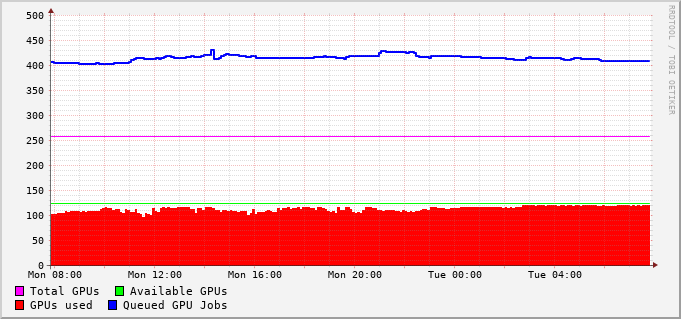 500
450
400
350
300
250
200
150
100
50
0
Mon 08:00 Mon 12:00 Mon 16:00 Mon 20:00 Tue 00:00 Tue 04:00
Total GPUs Available GPUs
GPUs used Queued GPU Jobs
RRDTOOL / TOBI OETIKER